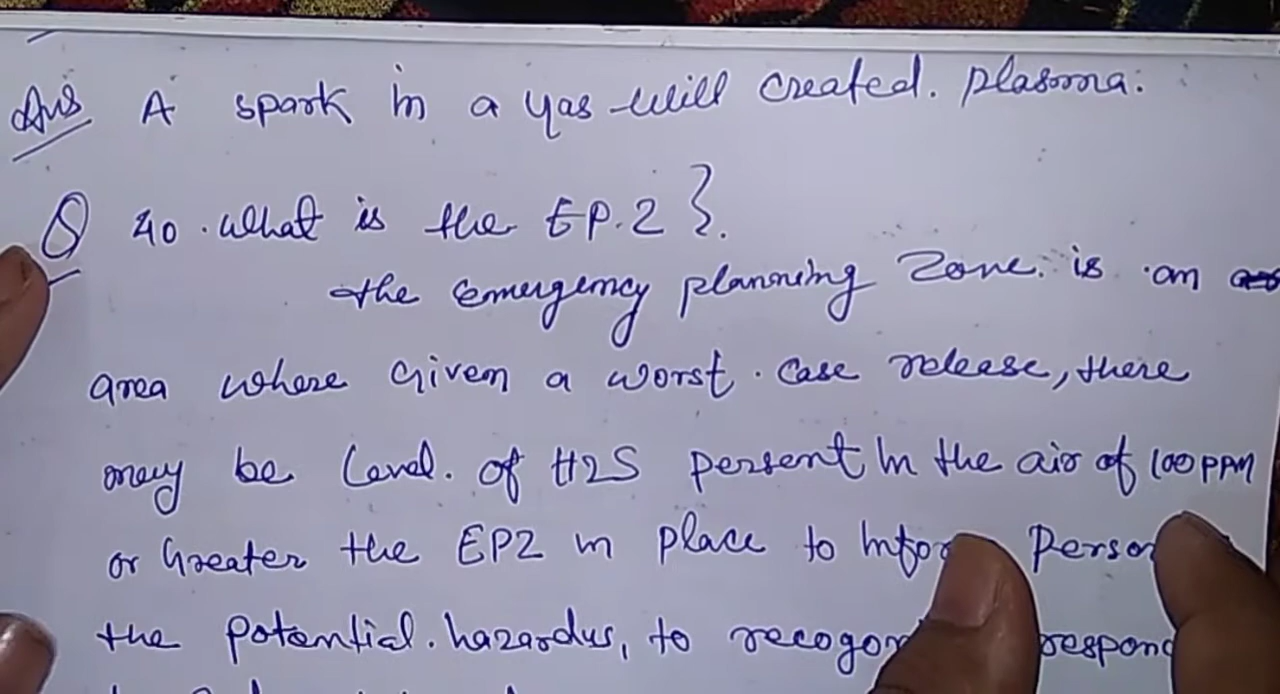 Ans A spark in a gas will created. plasma.
Q 40. What is the EP.Z }.
the emergency planning Zone. is an
area where given a worst. case release, there
may be level. of H2S persent in the air of 100 PPM
or Greater the EPZ in place to Person
the potential. hazardus, to respond